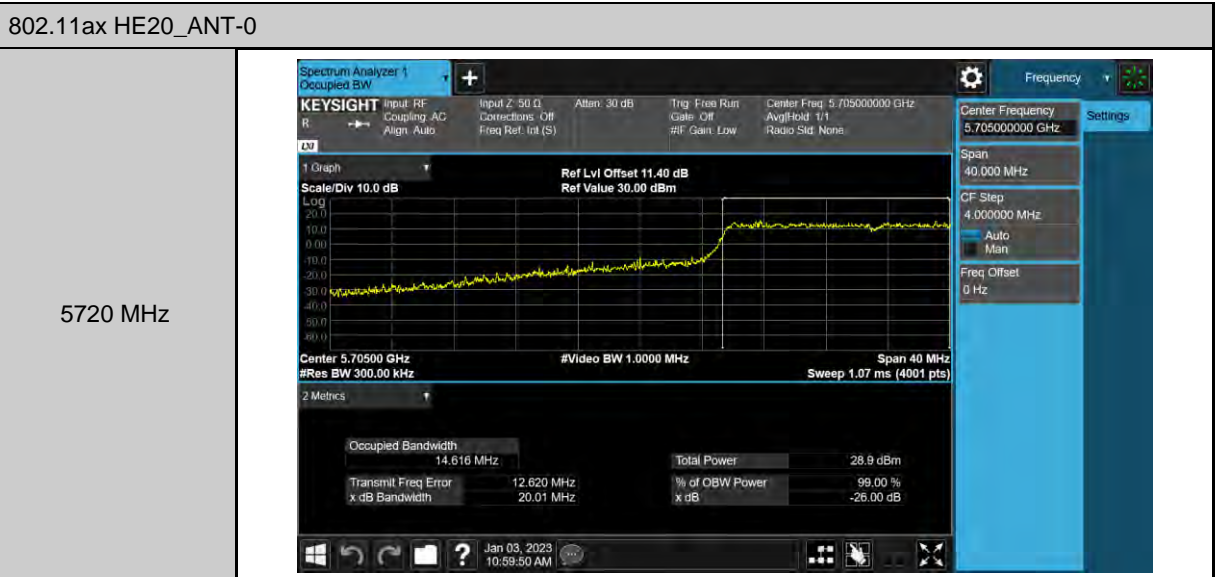 802.11ax HE20_ANT-0
5720 MHz
Spectrum Analyzer 1
Occupied BW
Frequency
KEYSIGHT
R
LXI
Input: RF
Coupling: AC
Align: Auto
Input Z: 50 Ω
Corrections: Off
Freq Ref: Int (S)
Atten: 30 dB
Trig: Free Run
Gate: Off
#IF Gain: Low
Center Freq: 5.705000000 GHz
Avg|Hold: 1/1
Radio Std: None
Center Frequency
5.705000000 GHz
Settings
Span
40.000 MHz
CF Step
4.000000 MHz
Auto
Man
Freq Offset
0 Hz
1 Graph
Scale/Div 10.0 dB
Ref Lvl Offset 11.40 dB
Ref Value 30.00 dBm
Log
20.0
10.0
0.00
-10.0
-20.0
-30.0
-40.0
-50.0
-60.0
Center 5.70500 GHz
#Video BW 1.0000 MHz
Span 40 MHz
#Res BW 300.00 kHz
Sweep 1.07 ms (4001 pts)
2 Metrics
Occupied Bandwidth
14.616 MHz
Total Power 28.9 dBm
Transmit Freq Error 12.620 MHz
% of OBW Power 99.00 %
x dB Bandwidth 20.01 MHz
x dB -26.00 dB
?
Jan 03, 2023
10:59:50 AM